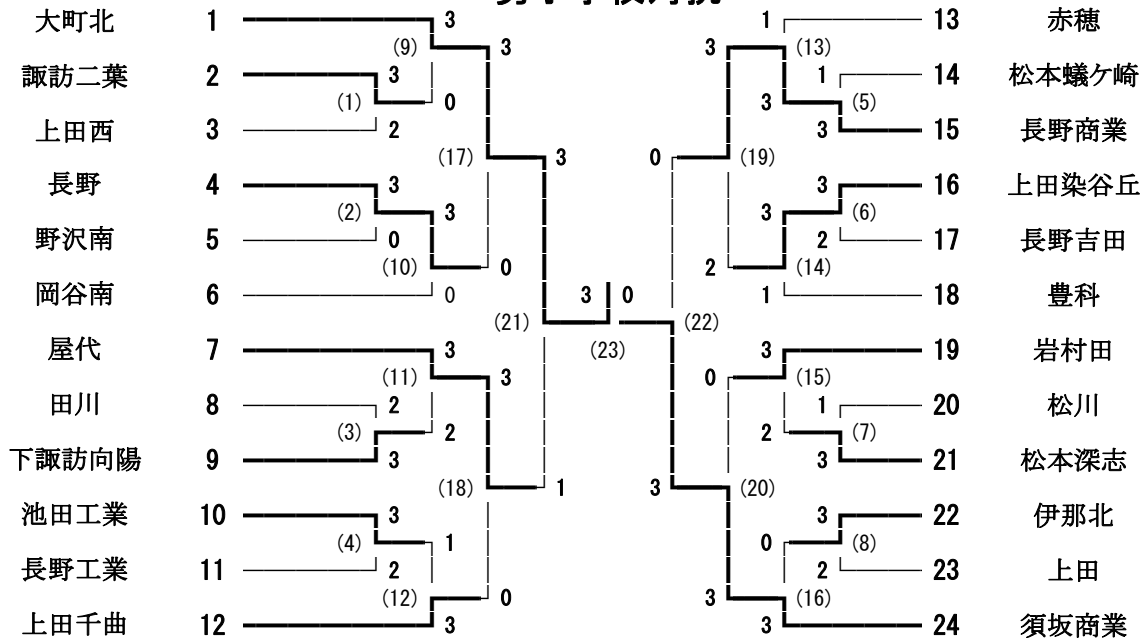 男子学校対抗
大町北 1 3 1 13 赤穂
(9) 3 3 (13)
諏訪二葉 2 3 1 14 松本蟻ケ崎
(1) 0 3 (5)
上田西 3 2 3 15 長野商業
(17) 3 0 (19)
長野 4 3 3 16 上田染谷丘
(2) 3 3 (6)
野沢南 5 0 2 17 長野吉田
(10) 0 2 (14)
岡谷南 6 0 3 0 1 18 豊科
(21) (23) (22)
屋代 7 3 3 19 岩村田
(11) 3 0 (15)
田川 8 2 1 20 松川
(3) 2 2 (7)
下諏訪向陽 9 3 3 21 松本深志
(18) 1 3 (20)
池田工業 10 3 3 22 伊那北
(4) 1 0 (8)
長野工業 11 2 2 23 上田
(12) 0 3 (16)
上田千曲 12 3 3 24 須坂商業